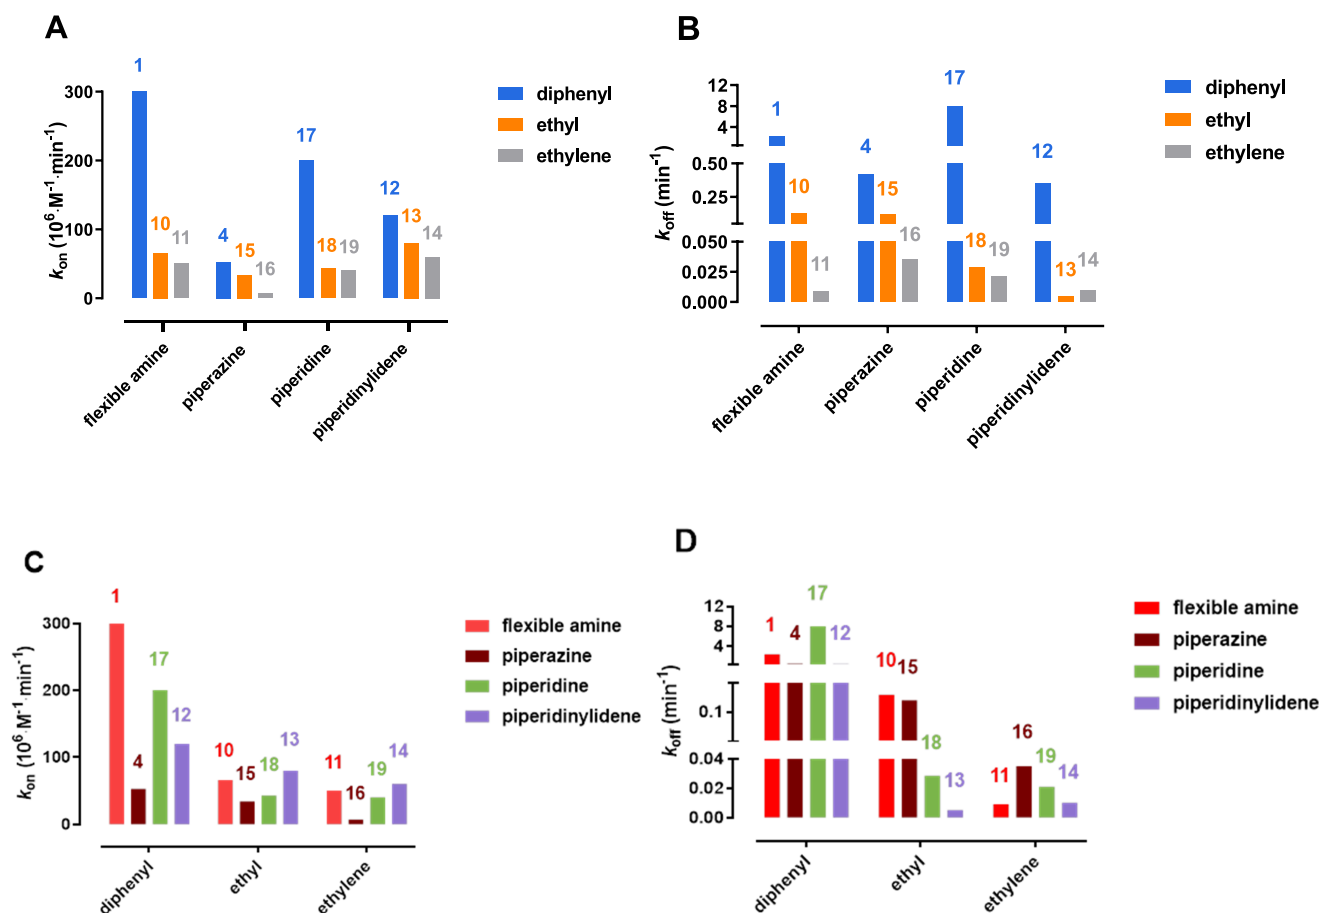 A
1
300
200
100
0
k_on (10⁶·M⁻¹·min⁻¹)
10
11
4
15
16
17
18
19
12
13
14
flexible amine
piperazine
piperidine
piperidinylidene
diphenyl
ethyl
ethylene
B
12
8
4
0.50
0.25
0.050
0.025
0.000
k_off (min⁻¹)
1
10
11
4
15
16
17
18
19
12
13
14
flexible amine
piperazine
piperidine
piperidinylidene
diphenyl
ethyl
ethylene
C
300
200
100
0
k_on (10⁶·M⁻¹·min⁻¹)
1
4
17
12
10
15
18
13
11
16
19
14
diphenyl
ethyl
ethylene
flexible amine
piperazine
piperidine
piperidinylidene
D
12
8
4
0.1
0.04
0.02
0.00
k_off (min⁻¹)
1
4
17
12
10
15
18
13
11
16
19
14
diphenyl
ethyl
ethylene
flexible amine
piperazine
piperidine
piperidinylidene